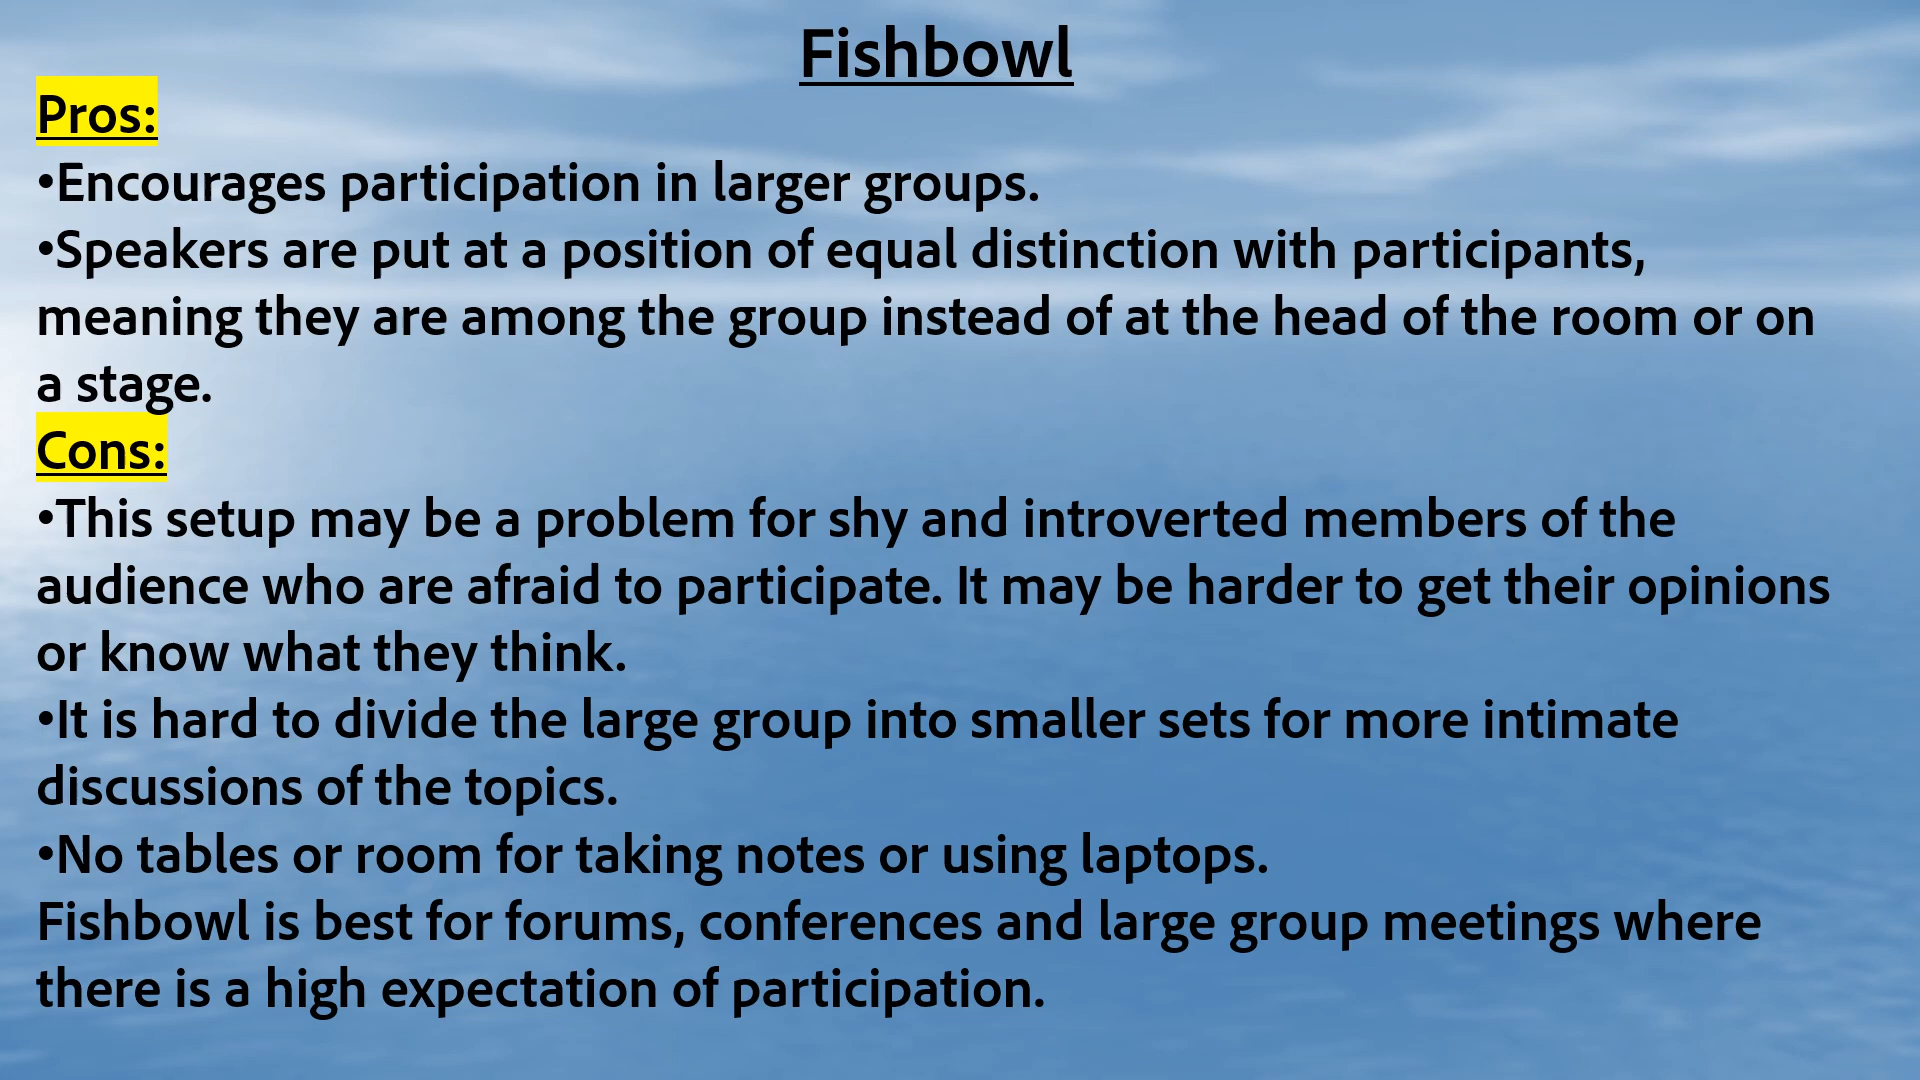 Fishbowl
Pros:
•Encourages participation in larger groups.
•Speakers are put at a position of equal distinction with participants,
meaning they are among the group instead of at the head of the room or on
a stage.
Cons:
•This setup may be a problem for shy and introverted members of the
audience who are afraid to participate. It may be harder to get their opinions
or know what they think.
•It is hard to divide the large group into smaller sets for more intimate
discussions of the topics.
•No tables or room for taking notes or using laptops.
Fishbowl is best for forums, conferences and large group meetings where
there is a high expectation of participation.